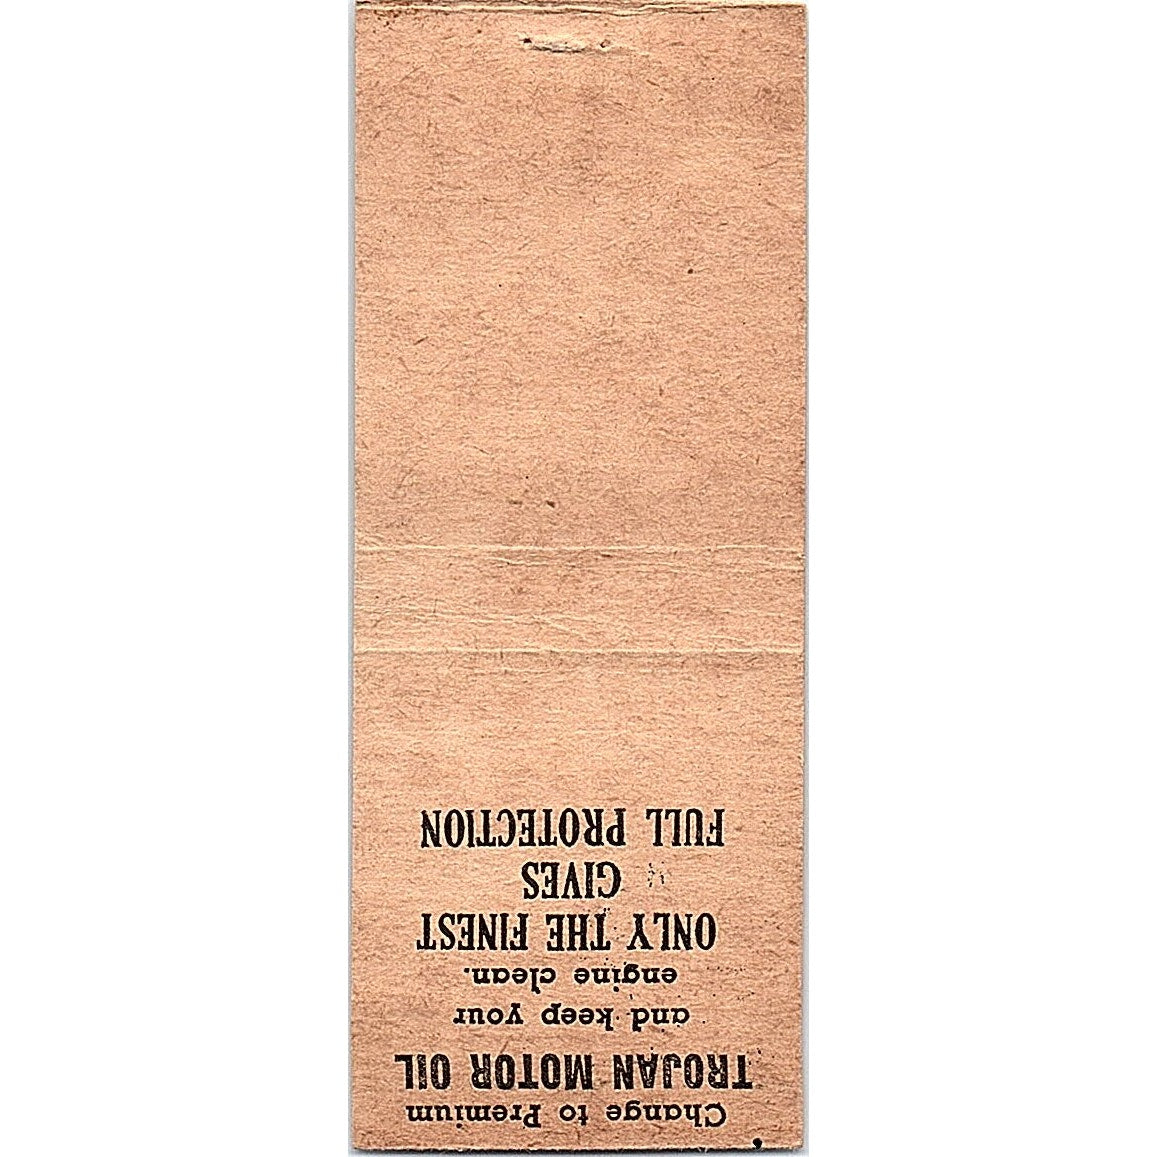 Change to Premium
TROJAN MOTOR OIL
and keep your
engine clean.
ONLY THE FINEST
GIVES
FULL PROTECTION